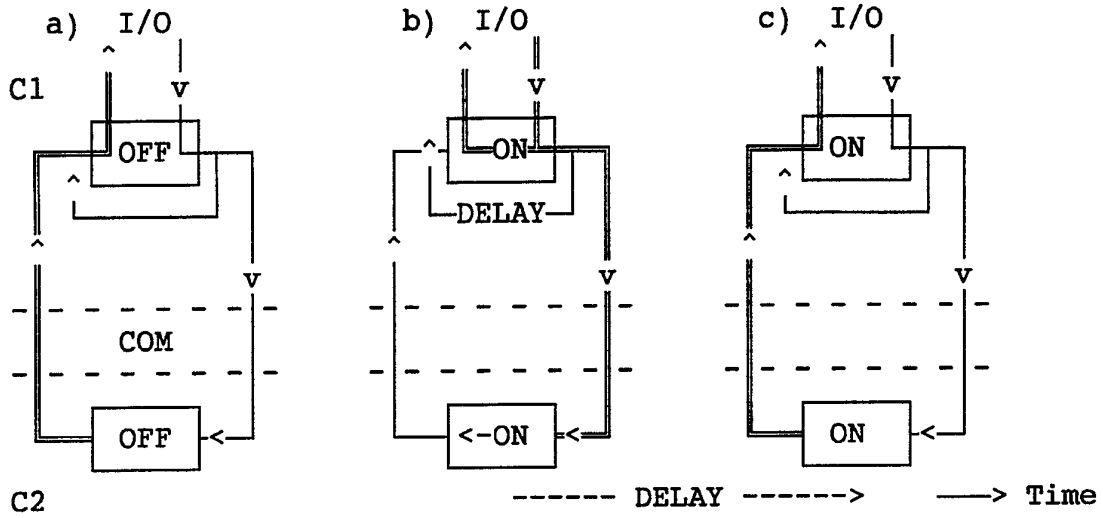 a) I/O b) I/O c) I/O
C1
OFF ON ON
DELAY
COM
OFF <-ON ON
C2 ------ DELAY ------> ——> Time